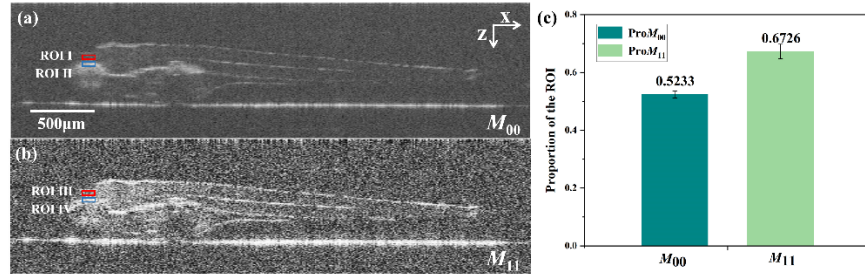 (a)
X
Z
ROI I
ROI II
500μm
M00
(b)
ROI III
ROI IV
M11
(c)
ProM00
ProM11
0.5233
0.6726
Proportion of the ROI
0.8
0.6
0.4
0.2
0.0
M00
M11